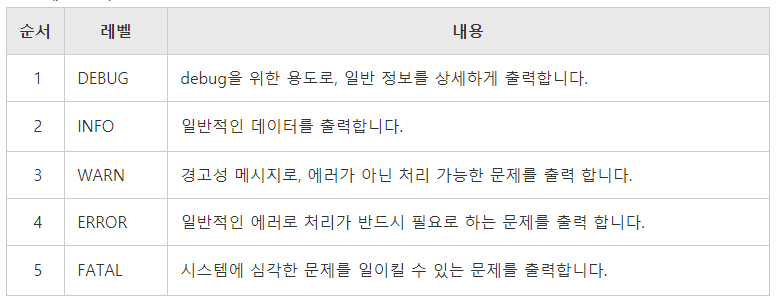 순서 레벨 내용
1 DEBUG debug을 위한 용도로, 일반 정보를 상세하게 출력합니다.
2 INFO 일반적인 데이터를 출력합니다.
3 WARN 경고성 메시지로, 에러가 아닌 처리 가능한 문제를 출력 합니다.
4 ERROR 일반적인 에러로 처리가 반드시 필요로 하는 문제를 출력 합니다.
5 FATAL 시스템에 심각한 문제를 일이킬 수 있는 문제를 출력합니다.